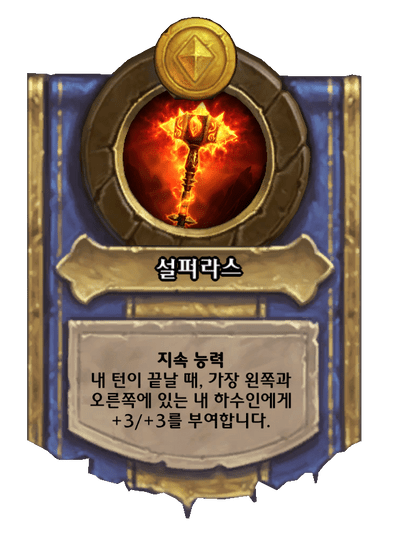 설퍼라스
지속 능력
내 턴이 끝날 때, 가장 왼쪽과
오른쪽에 있는 내 하수인에게
+3/+3를 부여합니다.